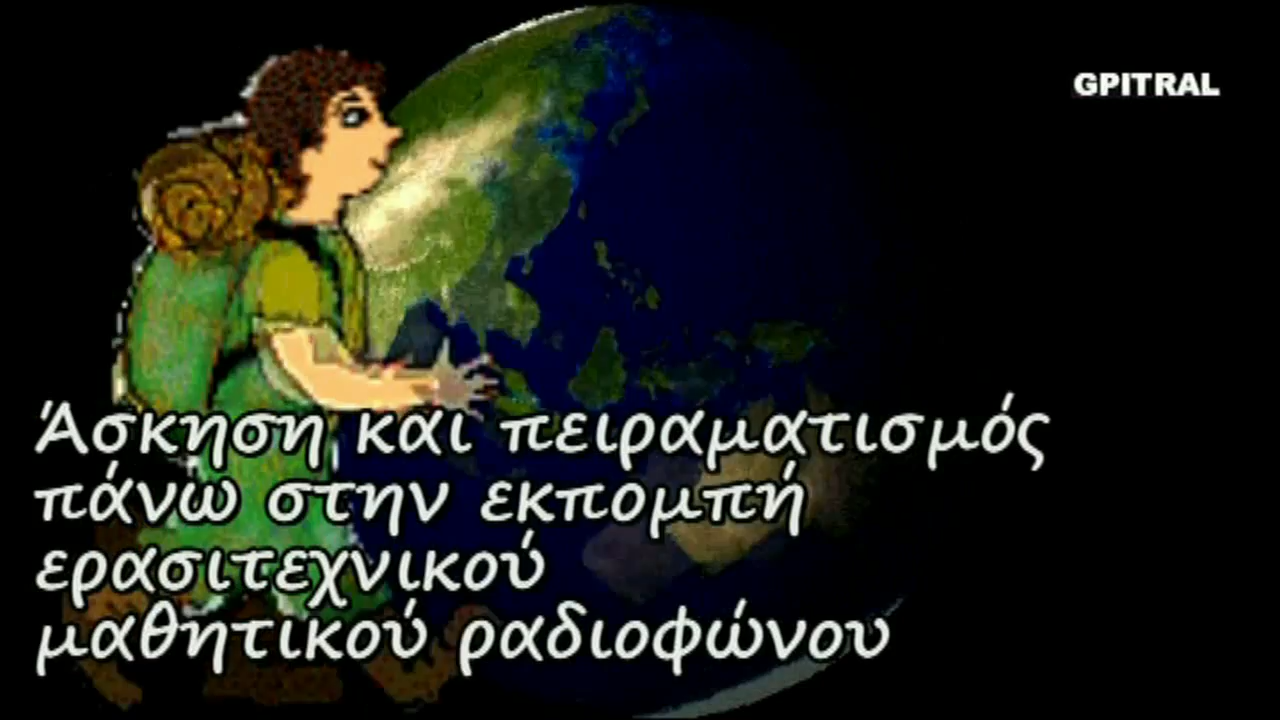 GPITRAL
Άσκηση και πειραματισμός
πάνω στην εκπομπή
ερασιτεχνικού
μαθητικού ραδιοφώνου